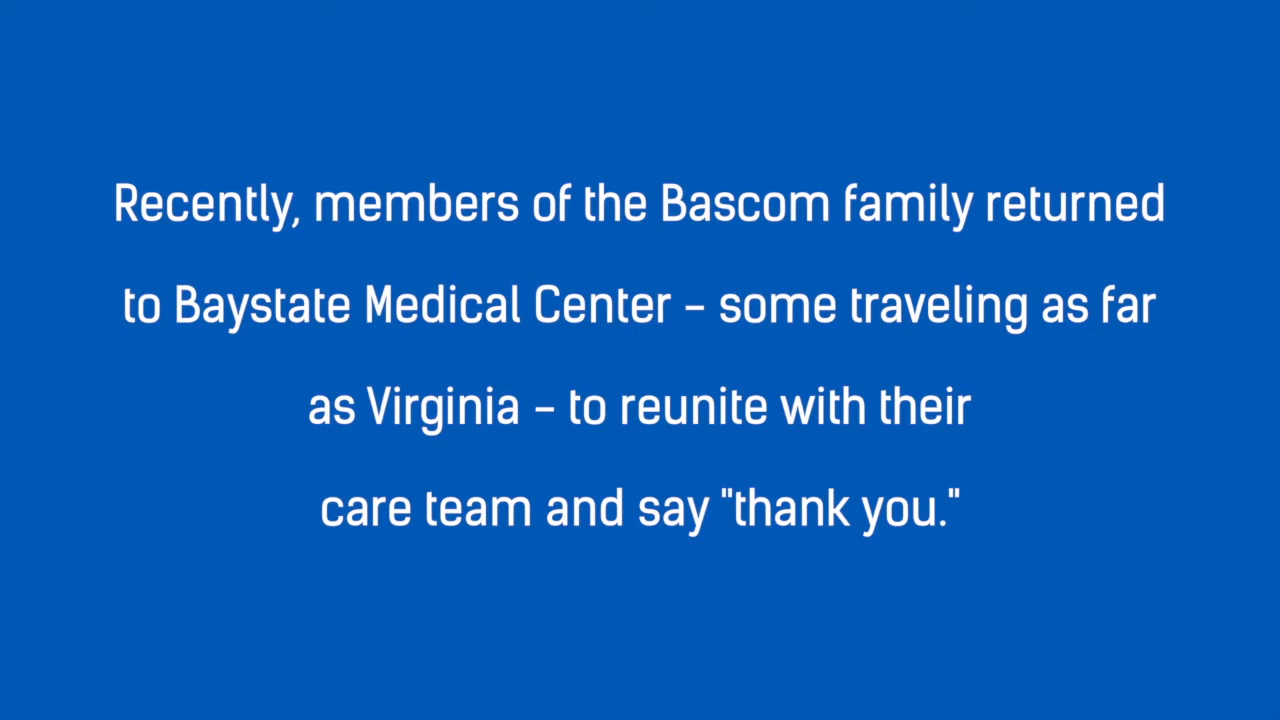 Recently, members of the Bascom family returned
to Baystate Medical Center – some traveling as far
as Virginia – to reunite with their
care team and say "thank you."